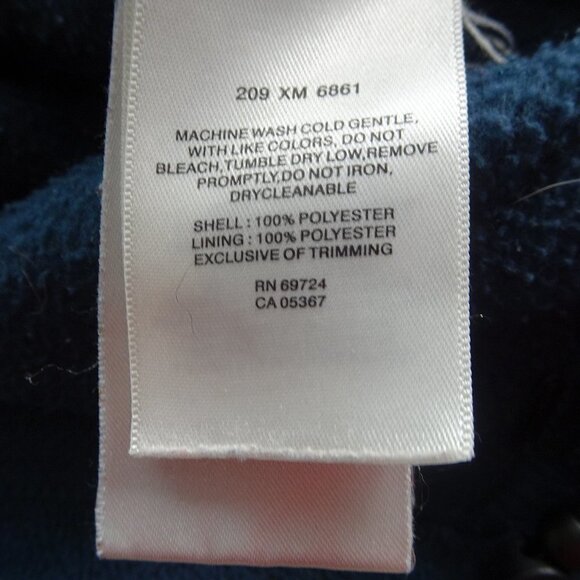 209 XM 6861
MACHINE WASH COLD GENTLE,
WITH LIKE COLORS, DO NOT
BLEACH,TUMBLE DRY LOW,REMOVE
PROMPTLY.DO NOT IRON,
DRYCLEANABLE
SHELL : 100% POLYESTER
LINING : 100% POLYESTER
EXCLUSIVE OF TRIMMING
RN 69724
CA 05367